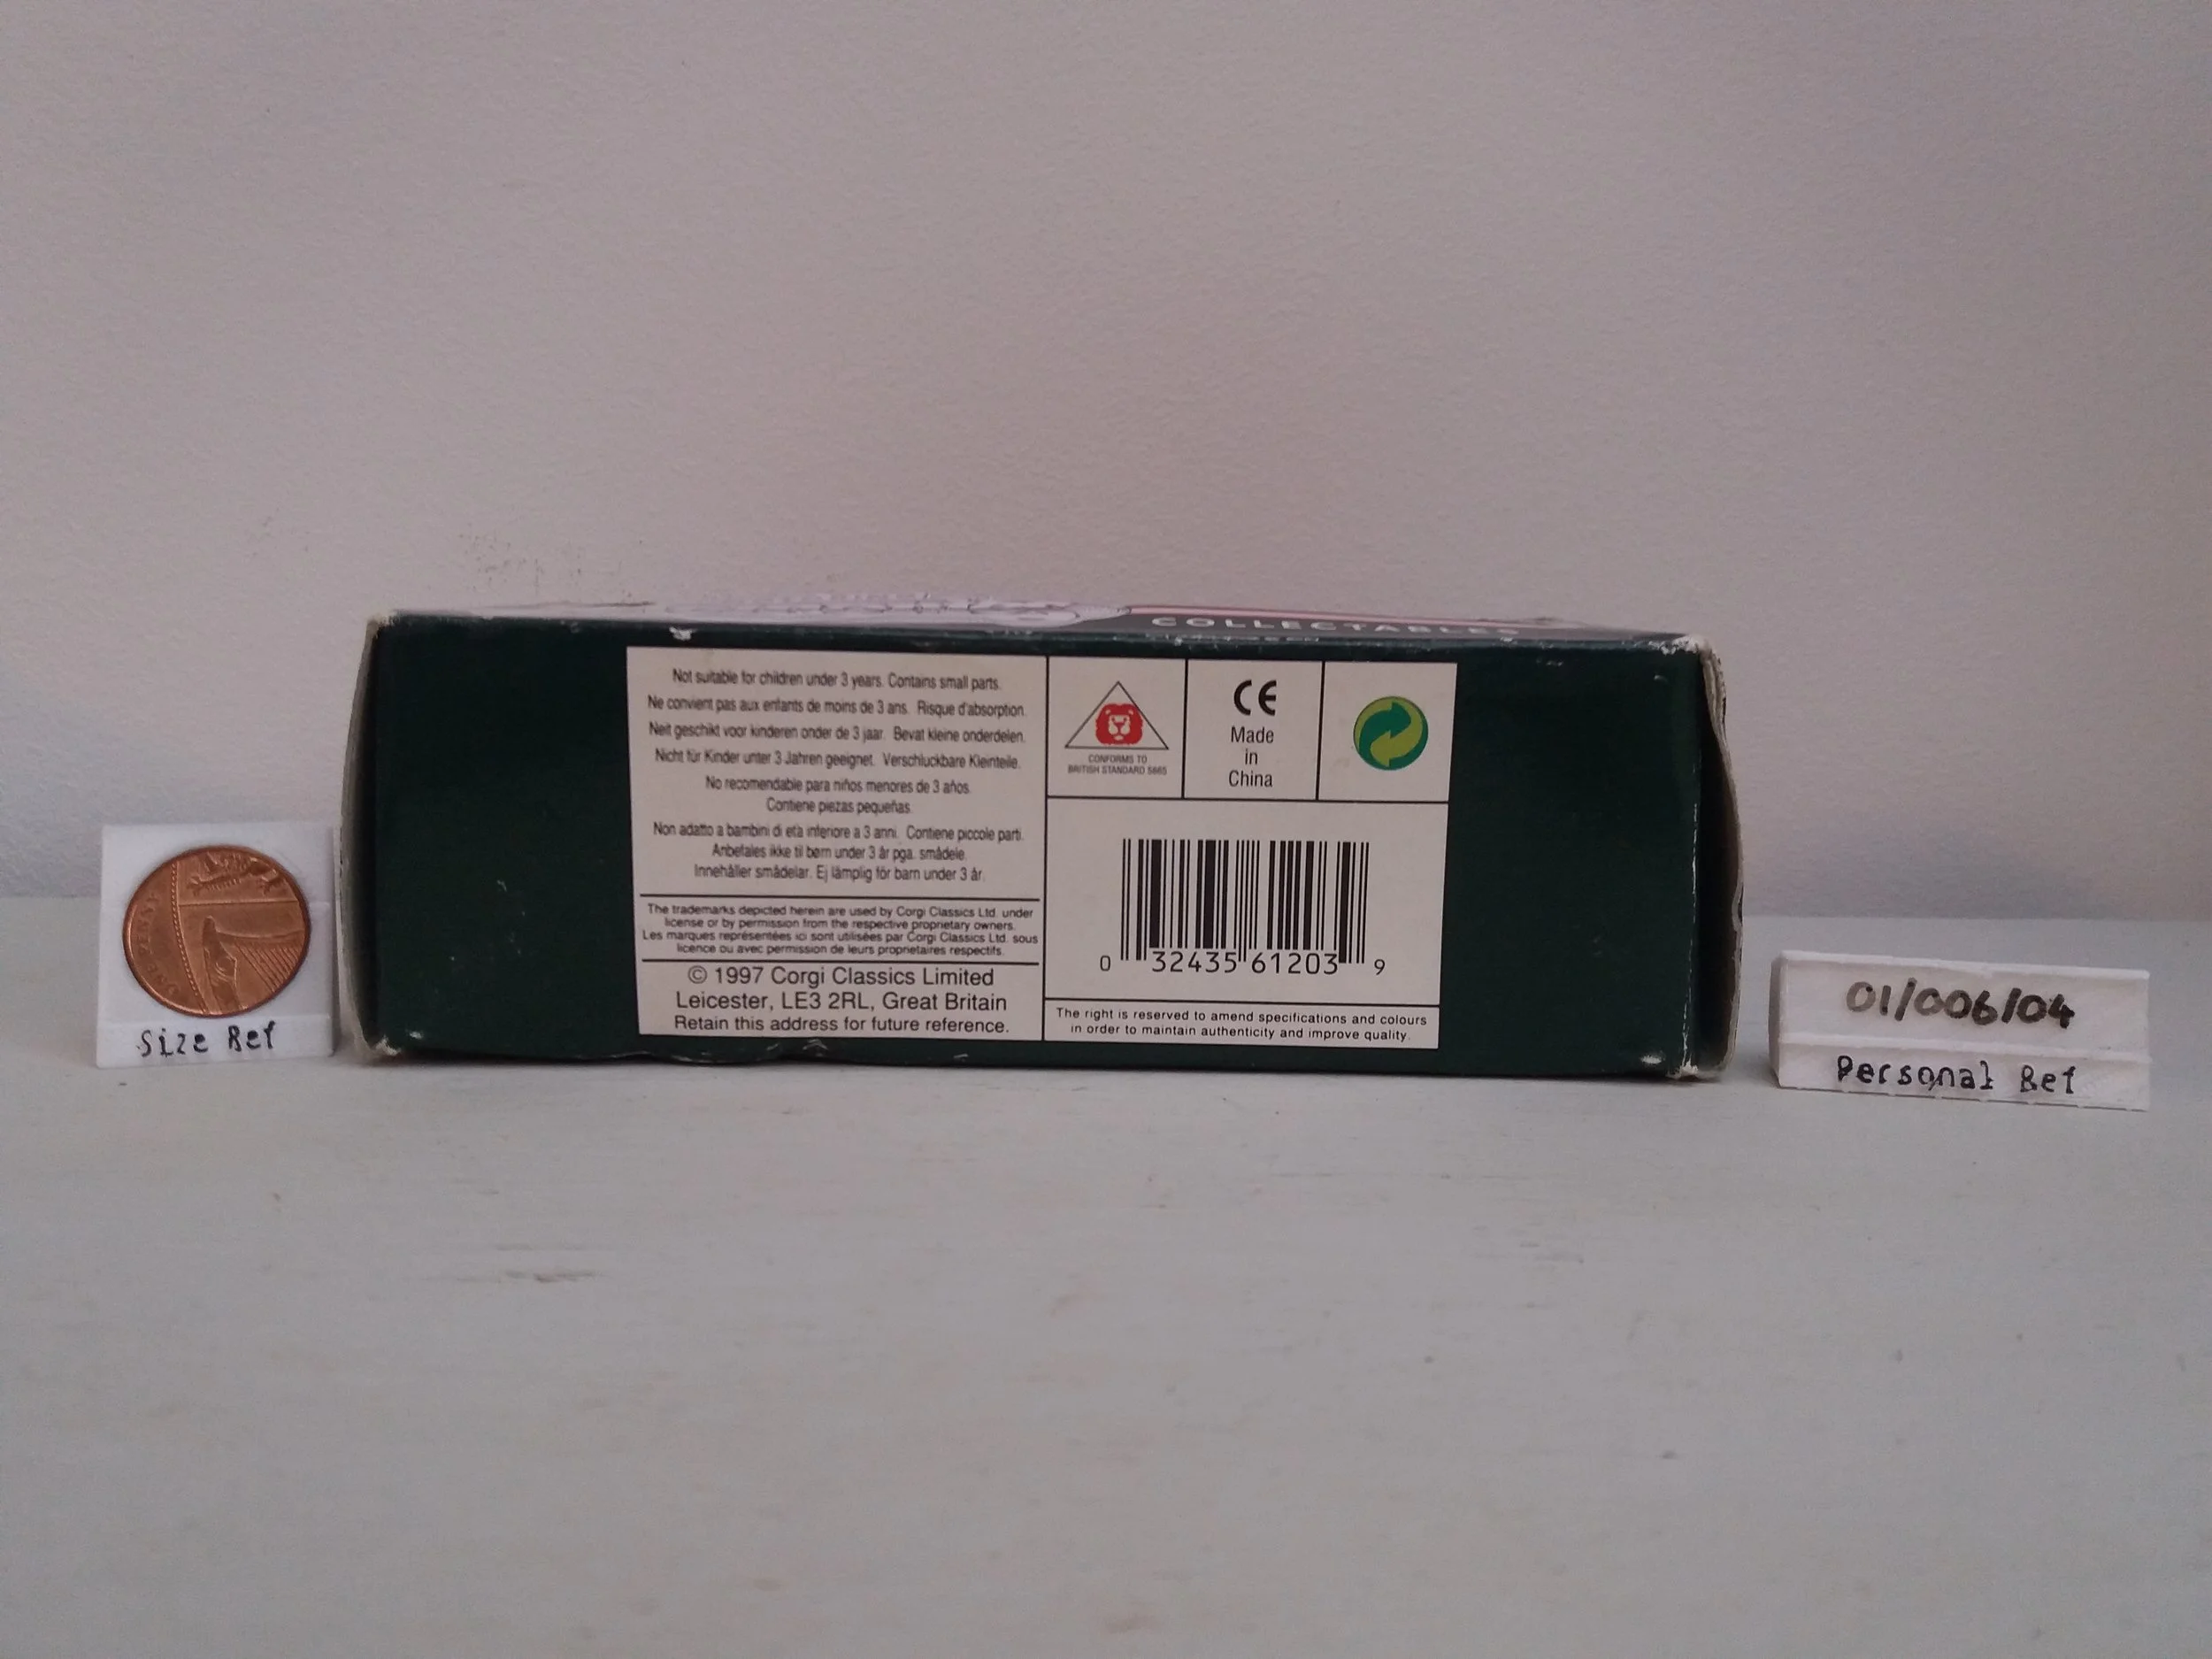 COLLECTABLES
Not suitable for children under 3 years. Contains small parts.
Ne convient pas aux enfants de moins de 3 ans. Risque d'absorption.
Neit geschikt voor kinderen onder de 3 jaar. Bevat kleine onderdelen.
Nicht für Kinder unter 3 Jahren geeignet. Verschluckbare Kleinteile.
No recomendable para niños menores de 3 años.
Contiene piezas pequeñas.
Non adatto a bambini di età inferiore a 3 anni. Contiene piccole parti.
Anbefales ikke til børn under 3 år pga. smådele.
Innehåller smådelar. Ej lämplig för barn under 3 år.
The trademarks depicted herein are used by Corgi Classics Ltd. under
license or by permission from the respective proprietary owners.
Les marques représentées ici sont utilisées par Corgi Classics Ltd. sous
licence ou avec permission de leurs proprietaires respectifs.
© 1997 Corgi Classics Limited
Leicester, LE3 2RL, Great Britain
Retain this address for future reference.
CONFORMS TO
BRITISH STANDARD 5665
CE
Made
in
China
0 32435 61203 9
The right is reserved to amend specifications and colours
in order to maintain authenticity and improve quality.
ONE PENNY
Size Ref
01/006/04
Personal Ref